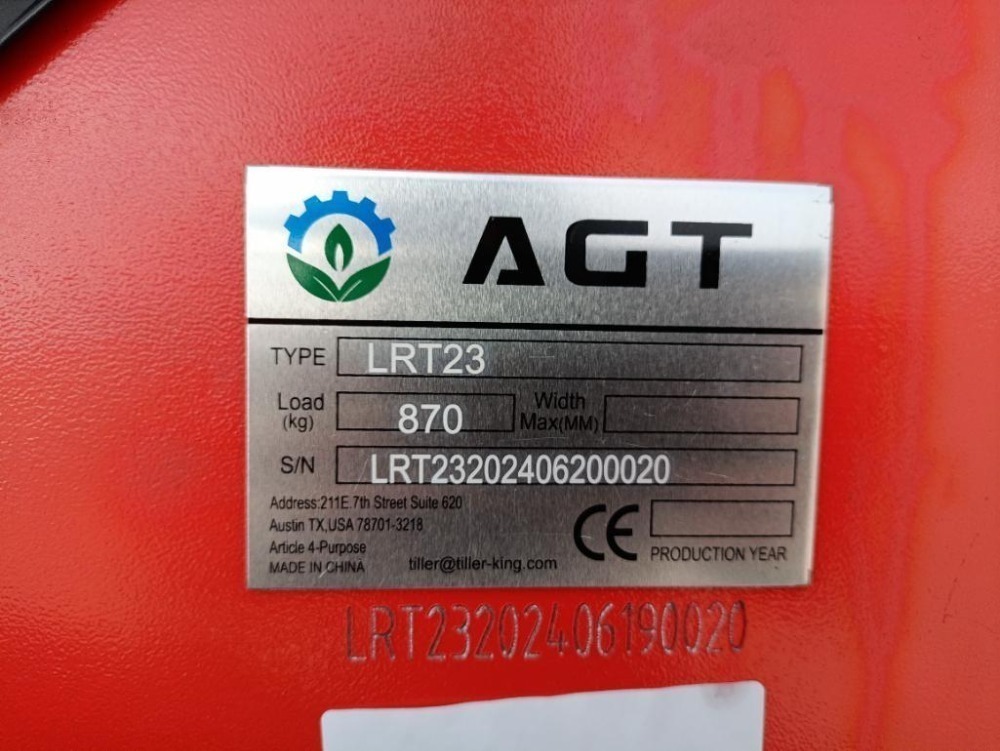 AGT
TYPE LRT23
Load (kg) 870 Width Max(MM)
S/N LRT23202406200020
Address:211E.7th Street Suite 620
Austin TX,USA 78701-3218
Article 4-Purpose
MADE IN CHINA tiller@tiller-king.com CE PRODUCTION YEAR
LRT23202406190020